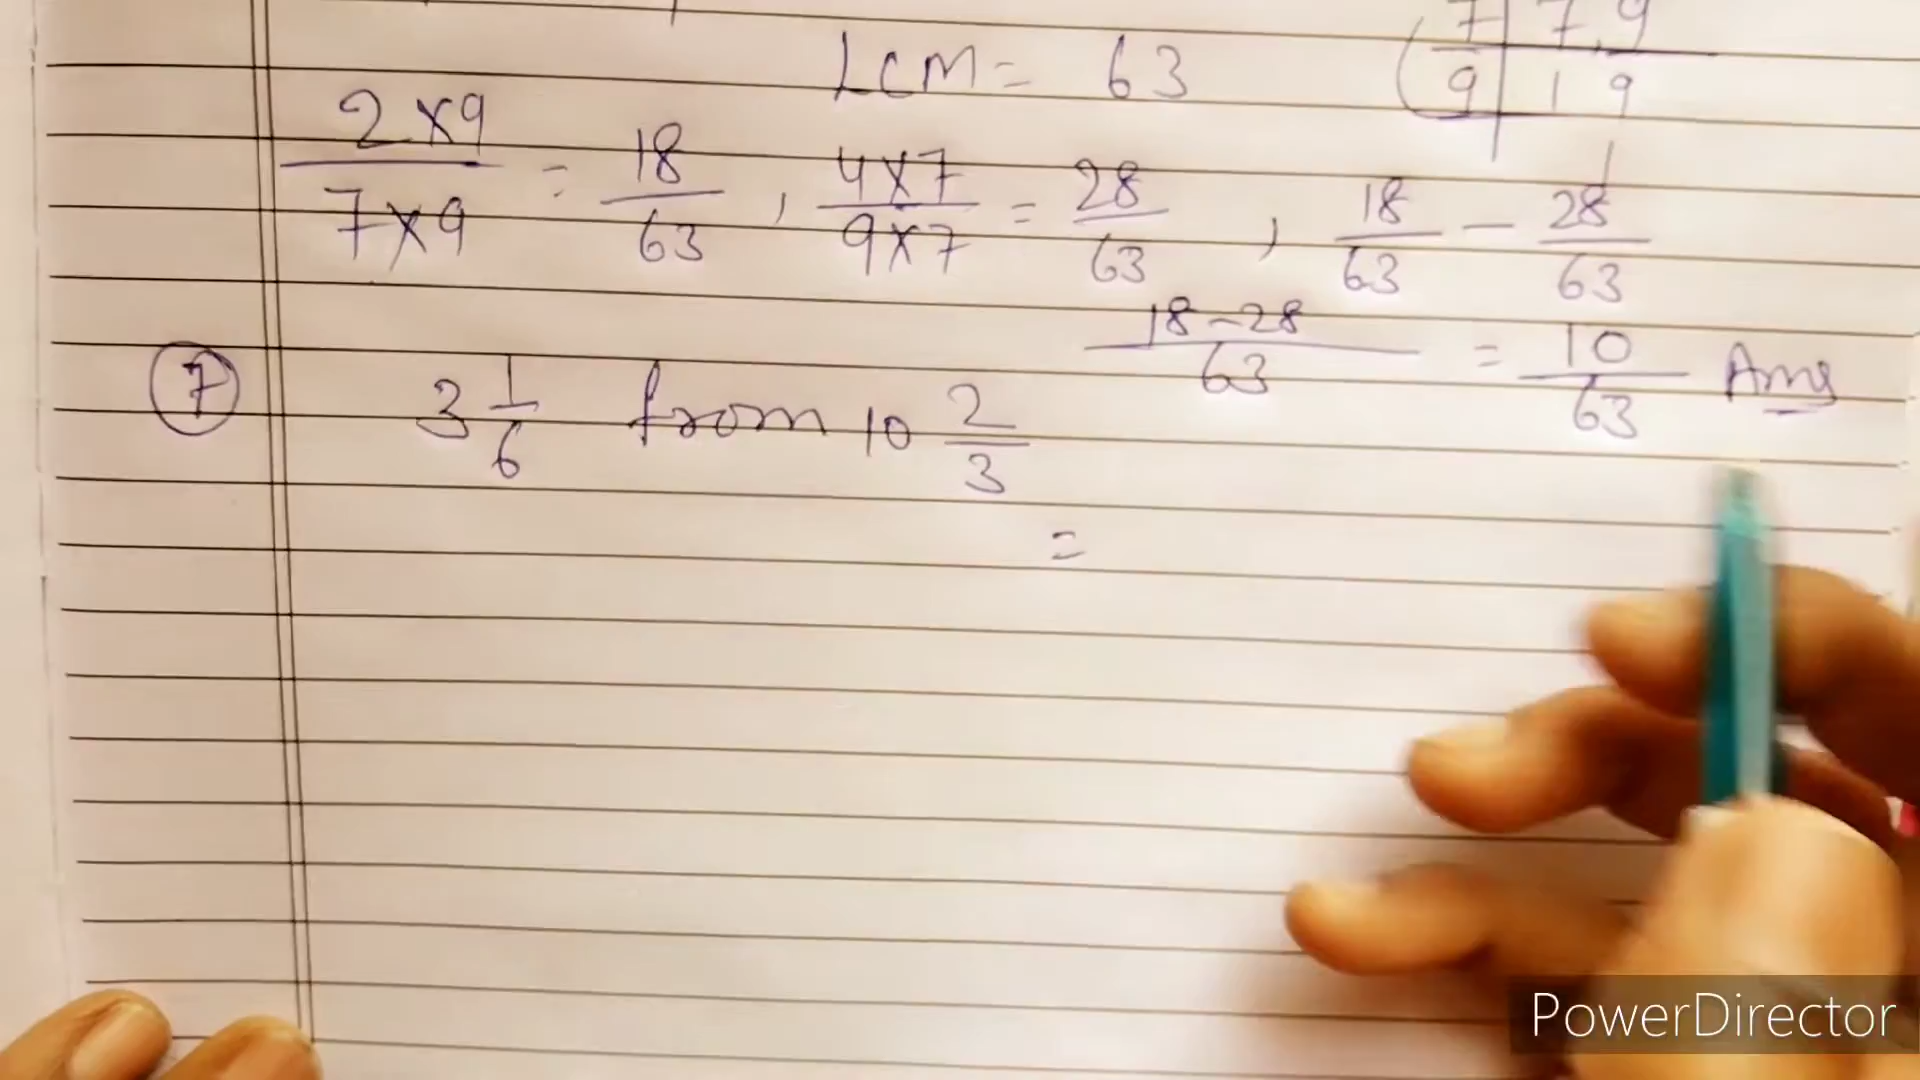 7 | 7, 9
LCM = 63
9 | 1 9
2×9/7×9 = 18/63 , 4×7/9×7 = 28/63 , 18/63 − 28/63
18−28/63 = 10/63 Ans
⑦ 3 1/6 from 10 2/3
=
PowerDirector